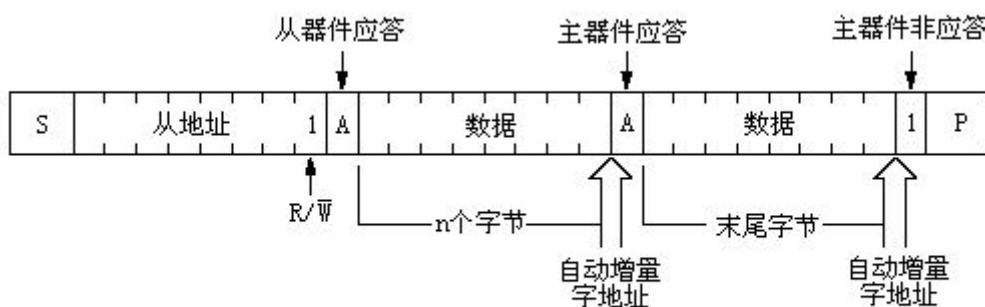 从器件应答
主器件应答
主器件非应答
S
从地址
1
A
数据
A
数据
1
P
R/W̅
n个字节
末尾字节
自动增量
字地址
自动增量
字地址